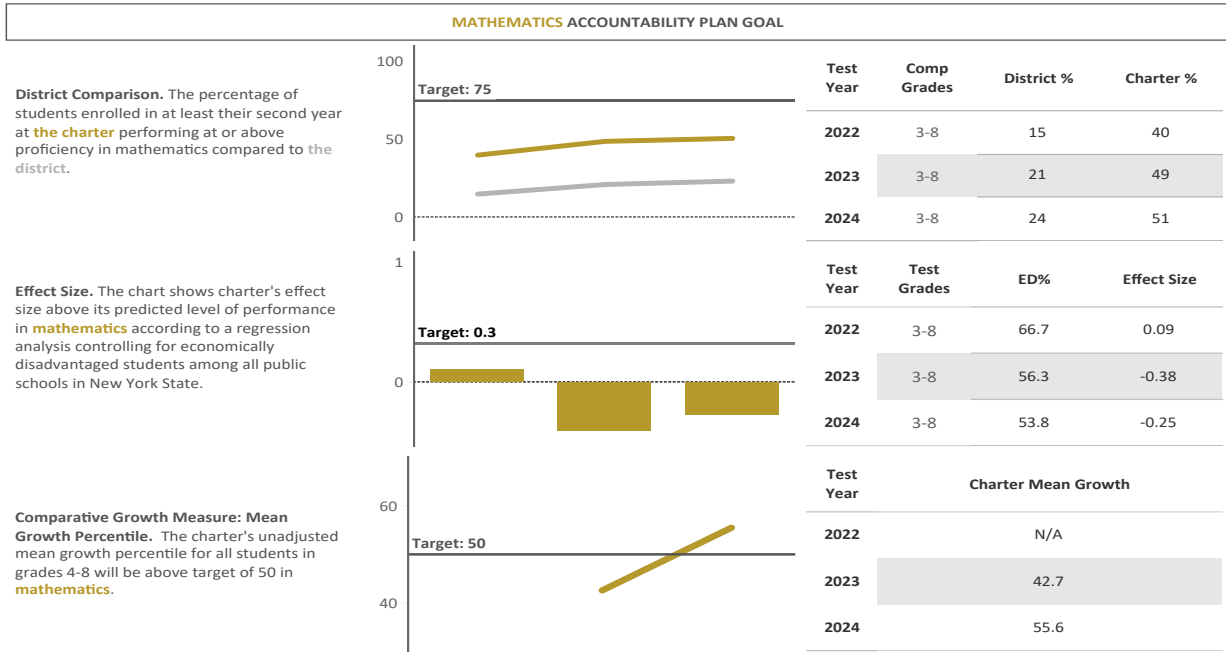 MATHEMATICS ACCOUNTABILITY PLAN GOAL
District Comparison. The percentage of
students enrolled in at least their second year
at the charter performing at or above
proficiency in mathematics compared to the
district.
100
Target: 75
50
0
Test Year Comp Grades District % Charter %
2022 3-8 15 40
2023 3-8 21 49
2024 3-8 24 51
Effect Size. The chart shows charter's effect
size above its predicted level of performance
in mathematics according to a regression
analysis controlling for economically
disadvantaged students among all public
schools in New York State.
1
Target: 0.3
0
Test Year Test Grades ED% Effect Size
2022 3-8 66.7 0.09
2023 3-8 56.3 -0.38
2024 3-8 53.8 -0.25
Comparative Growth Measure: Mean
Growth Percentile. The charter's unadjusted
mean growth percentile for all students in
grades 4-8 will be above target of 50 in
mathematics.
60
Target: 50
40
Test Year Charter Mean Growth
2022 N/A
2023 42.7
2024 55.6